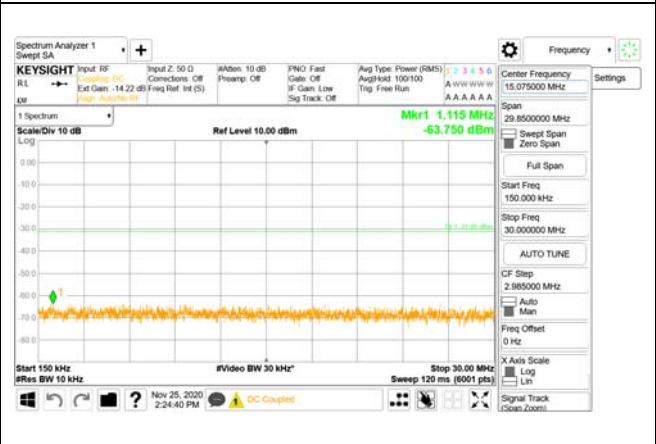 Spectrum Analyzer 1
Swept SA
Frequency
KEYSIGHT
RL
Input: RF
Coupling: DC
Ext Gain: -14.22 dB
Align: Auto/No RF
Input Z: 50 Ω
Corrections: Off
Freq Ref: Int (S)
#Atten: 10 dB
Preamp: Off
PNO: Fast
Gate: Off
IF Gain: Low
Sig Track: Off
Avg Type: Power (RMS)
Avg|Hold: 100/100
Trig: Free Run
1 2 3 4 5 6
A W W W W W
A A A A A A
1 Spectrum
Scale/Div 10 dB
Log
Ref Level 10.00 dBm
Mkr1 1.115 MHz
-63.750 dBm
0.00
-10.0
-20.0
-30.0
-40.0
-50.0
-60.0
-70.0
-80.0
1
Start 150 kHz
#Res BW 10 kHz
#Video BW 30 kHz*
Stop 30.00 MHz
Sweep 120 ms (6001 pts)
Nov 25, 2020
2:24:40 PM
DC Coupled
Center Frequency
15.075000 MHz
Settings
Span
29.8500000 MHz
Swept Span
Zero Span
Full Span
Start Freq
150.000 kHz
Stop Freq
30.000000 MHz
AUTO TUNE
CF Step
2.985000 MHz
Auto
Man
Freq Offset
0 Hz
X Axis Scale
Log
Lin
Signal Track
(Span Zoom)